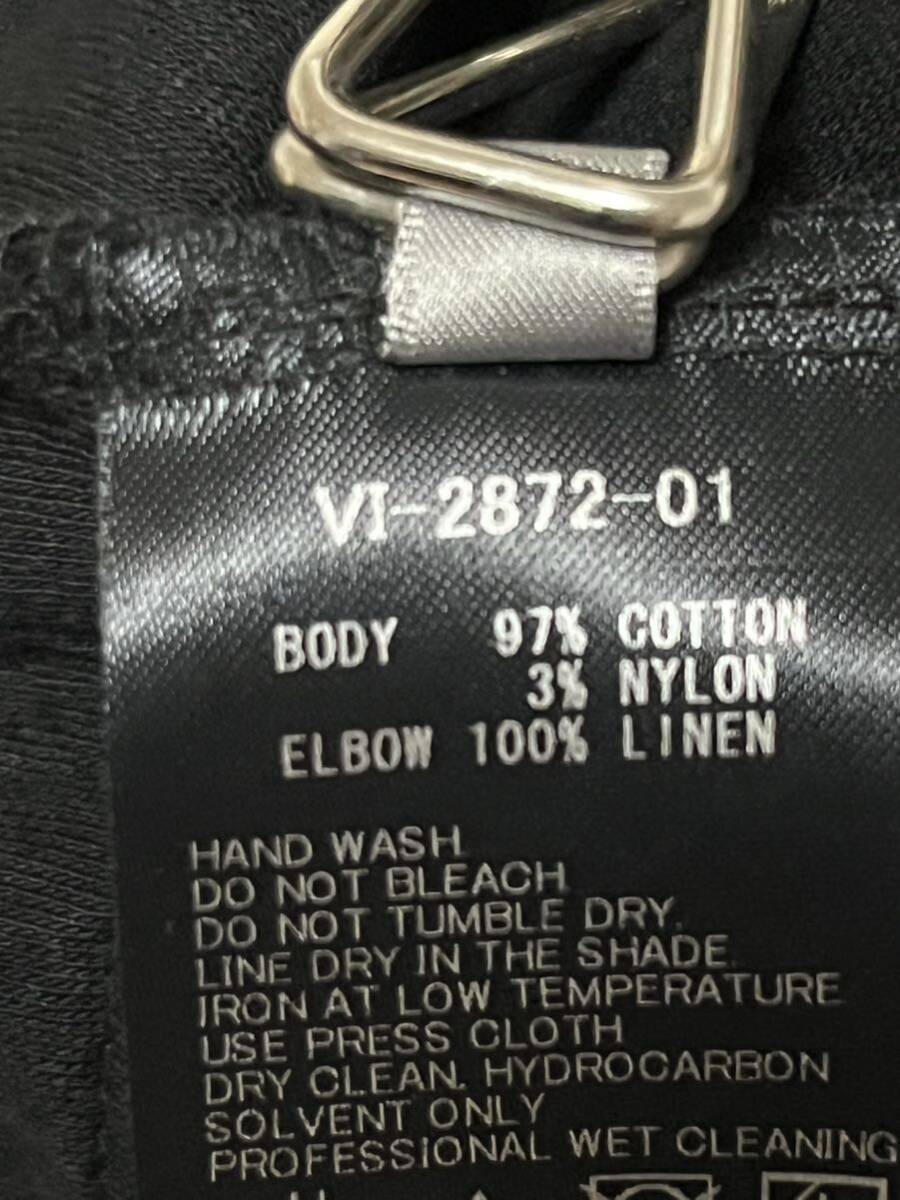 VI-2872-01
BODY 97% COTTON
3% NYLON
ELBOW 100% LINEN
HAND WASH
DO NOT BLEACH
DO NOT TUMBLE DRY.
LINE DRY IN THE SHADE.
IRON AT LOW TEMPERATURE
USE PRESS CLOTH
DRY CLEAN. HYDROCARBON
SOLVENT ONLY
PROFESSIONAL WET CLEANING